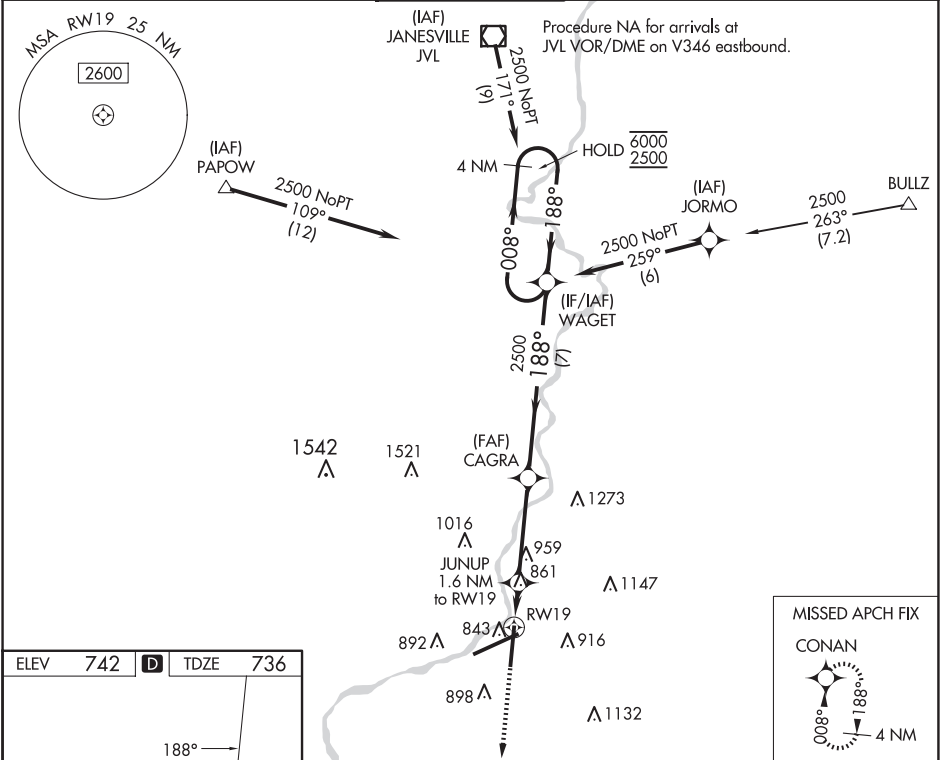 MSA RW19 25 NM
2600
(IAF)
JANESVILLE
JVL
Procedure NA for arrivals at
JVL VOR/DME on V346 eastbound.
2500 NoPT
171°
(9)
(IAF)
PAPOW
2500 NoPT
109°
(12)
4 NM
HOLD 6000
2500
008°
188°
(IAF)
JORMO
BULLZ
2500
263°
(7.2)
2500 NoPT
259°
(6)
(IF/IAF)
WAGET
2500
188°
(7)
1542
1521
(FAF)
CAGRA
1273
1016
959
JUNUP
1.6 NM
to RW19
861
1147
RW19
892
843
916
898
1132
ELEV 742 D TDZE 736
188°
MISSED APCH FIX
CONAN
008°
188°
4 NM